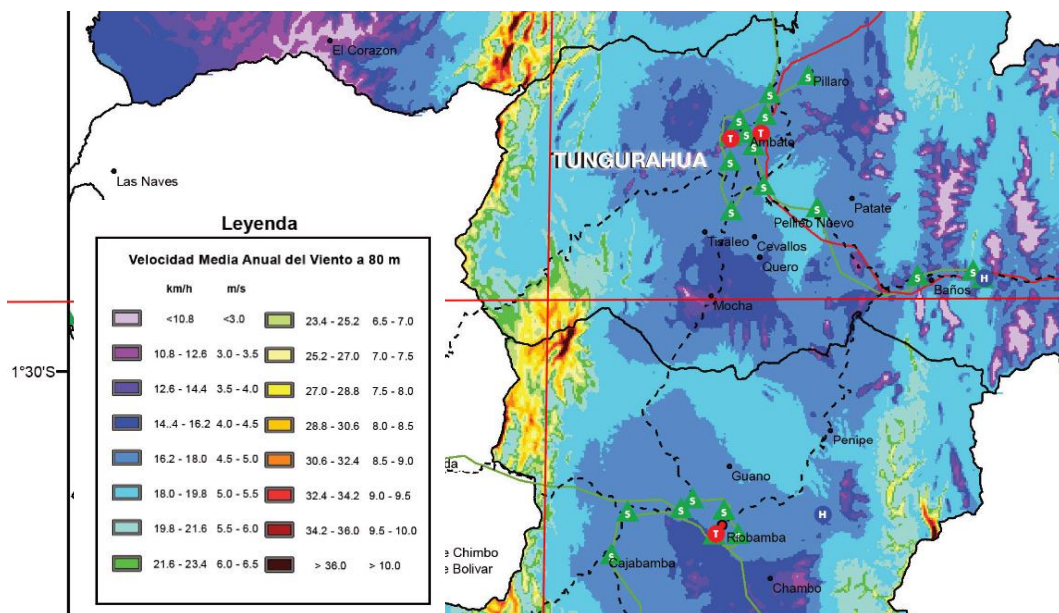 El Corazon
Pillaro
S
S
S
S
S
T
T
S
Ambato
TUNGURAHUA
S
Las Naves
S
Patate
S
S
Pelileo Nuevo
Tisaleo
Cevallos
Quero
S
S
H
Baños
Mocha
1°30'S
Leyenda
Velocidad Media Anual del Viento a 80 m
km/h m/s
<10.8 <3.0 23.4 - 25.2 6.5 - 7.0
10.8 - 12.6 3.0 - 3.5 25.2 - 27.0 7.0 - 7.5
12.6 - 14.4 3.5 - 4.0 27.0 - 28.8 7.5 - 8.0
14..4 - 16.2 4.0 - 4.5 28.8 - 30.6 8.0 - 8.5
16.2 - 18.0 4.5 - 5.0 30.6 - 32.4 8.5 - 9.0
18.0 - 19.8 5.0 - 5.5 32.4 - 34.2 9.0 - 9.5
19.8 - 21.6 5.5 - 6.0 34.2 - 36.0 9.5 - 10.0
21.6 - 23.4 6.0 - 6.5 > 36.0 > 10.0
Penipe
da
Guano
S
S
S
S
H
T
S
Riobamba
S
Cajabamba
e Chimbo
e Bolivar
Chambo